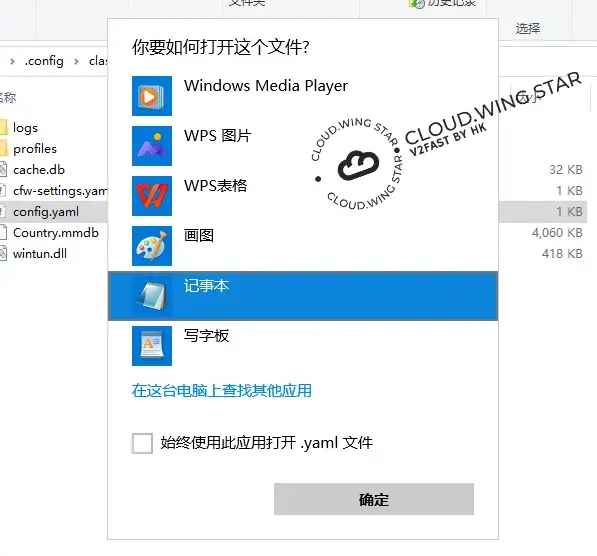 文件夹
历史记录
选择
.config
名称
大小
logs
profiles
cache.db
32 KB
cfw-settings.yam
1 KB
config.yaml
1 KB
Country.mmdb
4,060 KB
wintun.dll
418 KB
你要如何打开这个文件?
Windows Media Player
WPS 图片
WPS表格
画图
记事本
写字板
在这台电脑上查找其他应用
始终使用此应用打开 .yaml 文件
确定
CLOUD.WING STAR
CLOUD.WING STAR
CLOUD.WING STAR
V2FAST BY HK